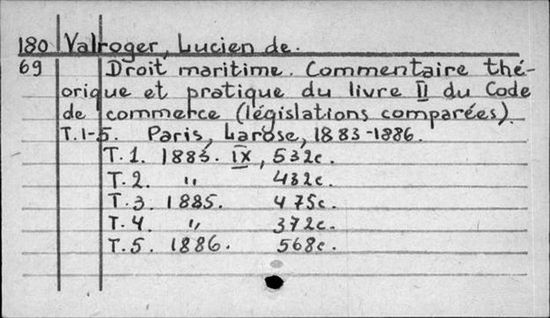 180 Valroger, Lucien de.
69 Droit maritime. Commentaire thé-
orique et pratique du livre II du Code
de commerce (législations comparées).
T.1-5. Paris, Larose, 1883-1886.
T.1. 1883. IX, 532c.
T.2. " 432c.
T.3. 1885. 475c.
T.4. " 372c.
T.5. 1886. 568c.